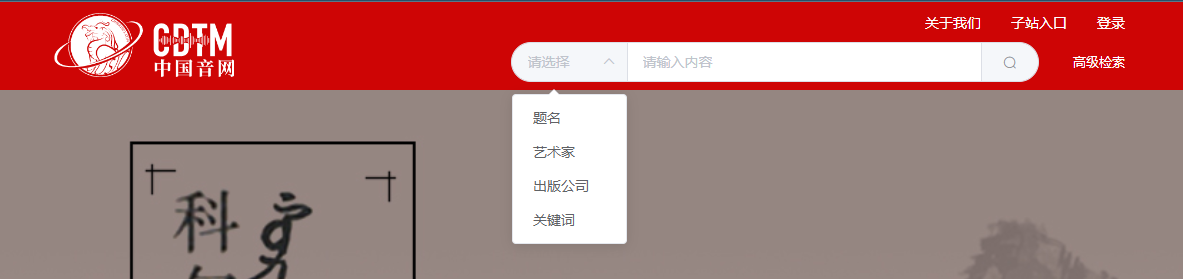 关于我们 子站入口 登录
CDTM
中国音网
请选择 请输入内容 高级检索
题名
艺术家
出版公司
关键词
科